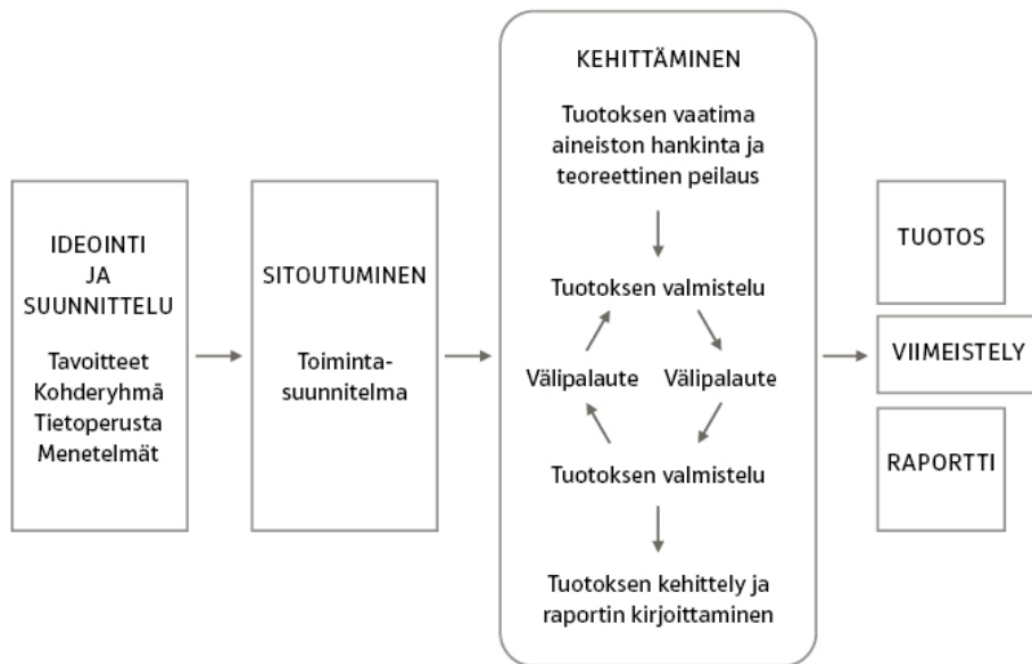 IDEOINTI
JA
SUUNNITTELU
Tavoitteet
Kohderyhmä
Tietoperusta
Menetelmät
SITOUTUMINEN
Toiminta-
suunnitelma
KEHITTÄMINEN
Tuotoksen vaatima
aineiston hankinta ja
teoreettinen peilaus
Tuotoksen valmistelu
Välipalaute Välipalaute
Tuotoksen valmistelu
Tuotoksen kehittely ja
raportin kirjoittaminen
TUOTOS
VIIMEISTELY
RAPORTTI